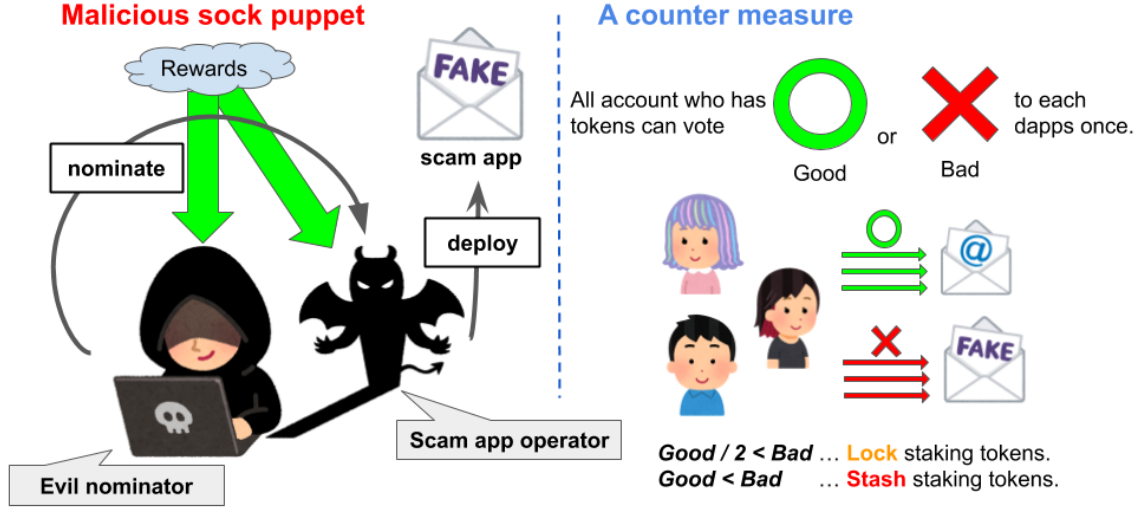 Malicious sock puppet
Rewards
nominate
FAKE
scam app
deploy
Scam app operator
Evil nominator
A counter measure
All account who has
tokens can vote
or
to each
dapps once.
Good
Bad
@
FAKE
Good / 2 < Bad ... Lock staking tokens.
Good < Bad ... Stash staking tokens.